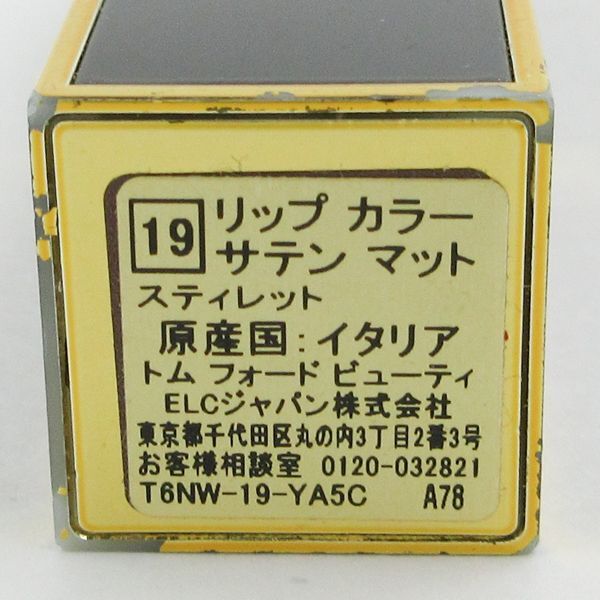 19 リップ カラー
サテン マット
スティレット
原産国:イタリア
トム フォード ビューティ
ELCジャパン株式会社
東京都千代田区丸の内3丁目2番3号
お客様相談室 0120-032821
T6NW-19-YA5C A78